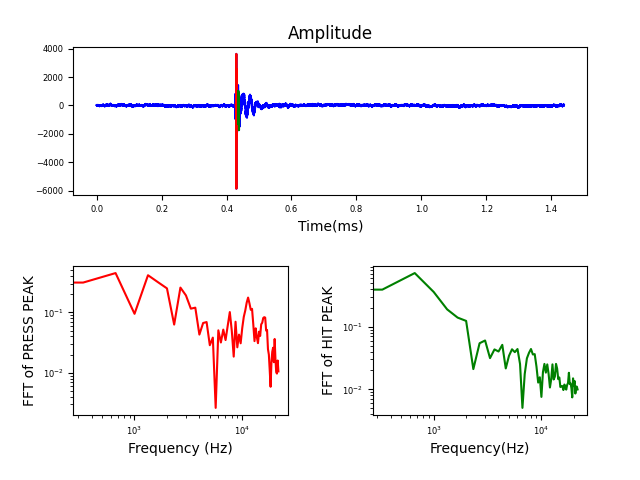 Amplitude
4000
2000
0
−2000
−4000
−6000
0.0 0.2 0.4 0.6 0.8 1.0 1.2 1.4
Time(ms)
FFT of PRESS PEAK
10⁻¹
10⁻²
10³ 10⁴
Frequency (Hz)
FFT of HIT PEAK
10⁻¹
10⁻²
10³ 10⁴
Frequency(Hz)